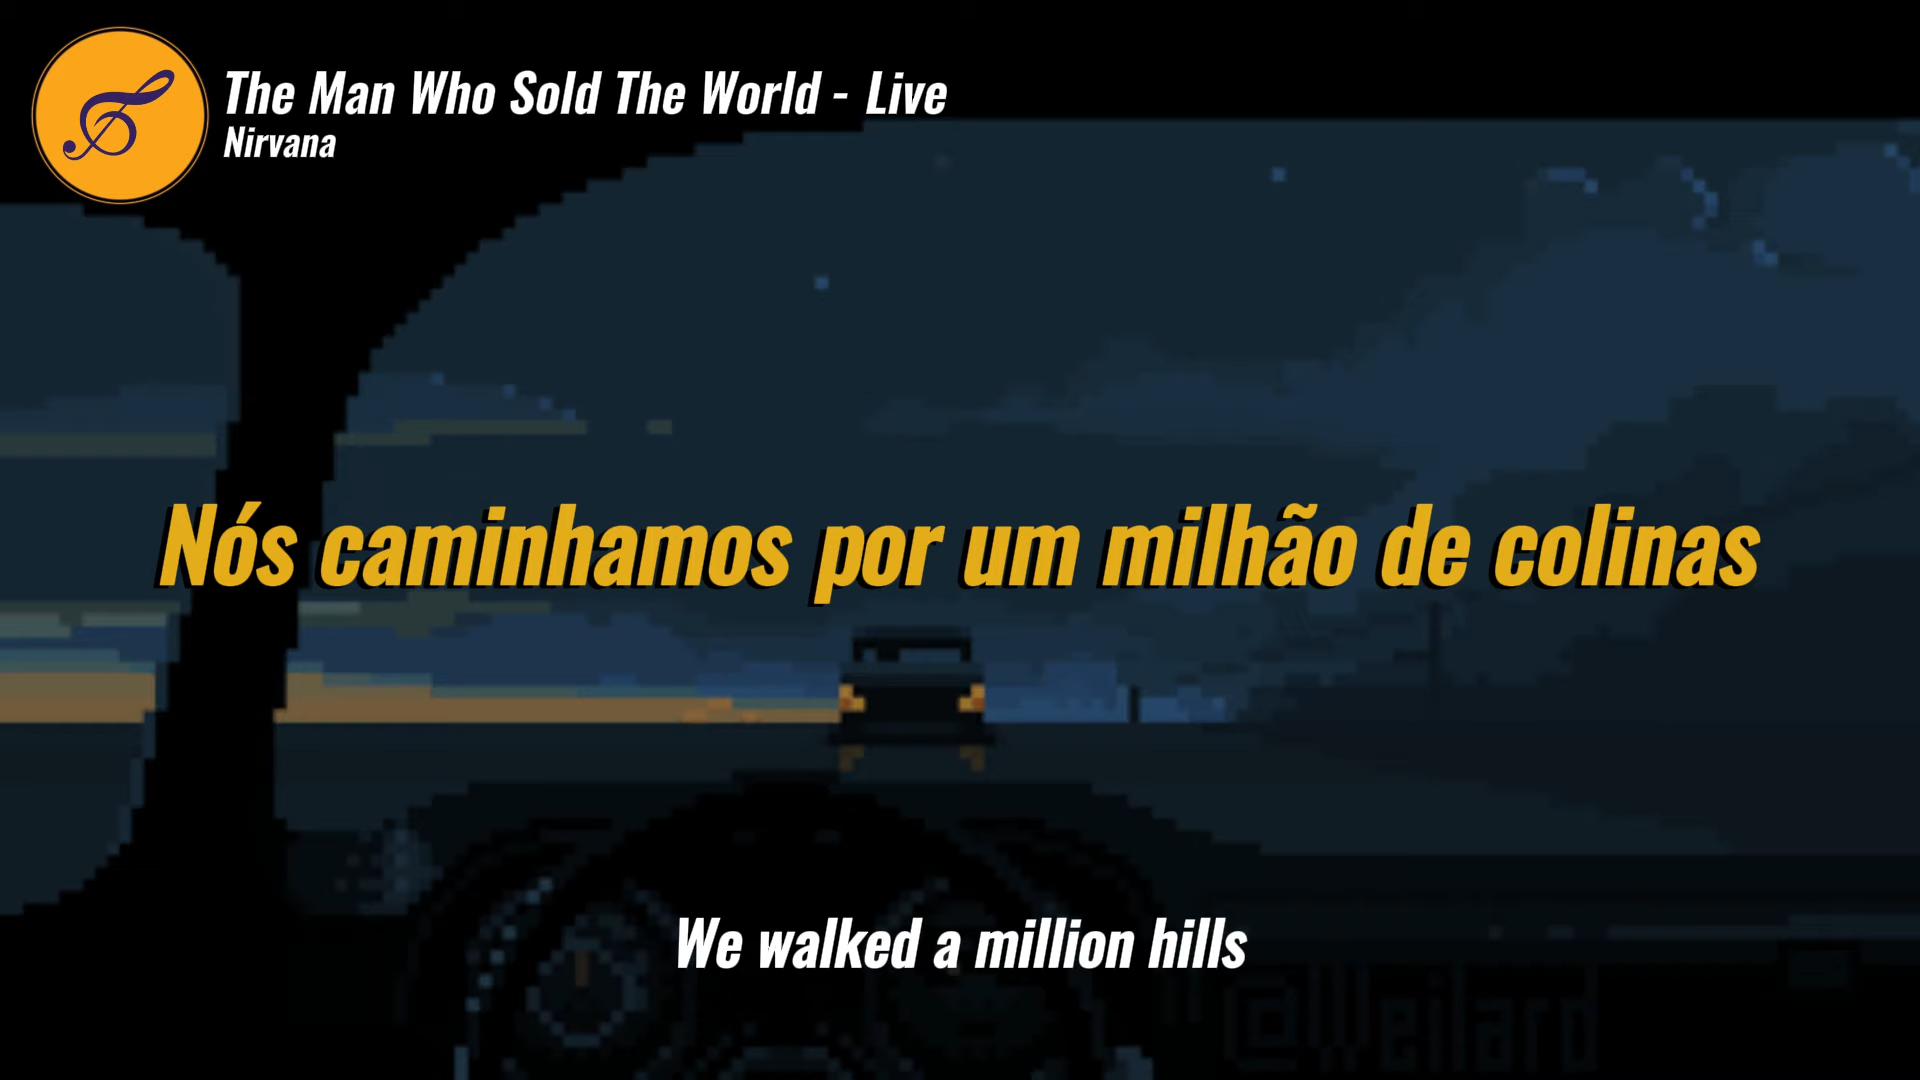 The Man Who Sold The World - Live
Nirvana
Nós caminhamos por um milhão de colinas
We walked a million hills
@Weilard